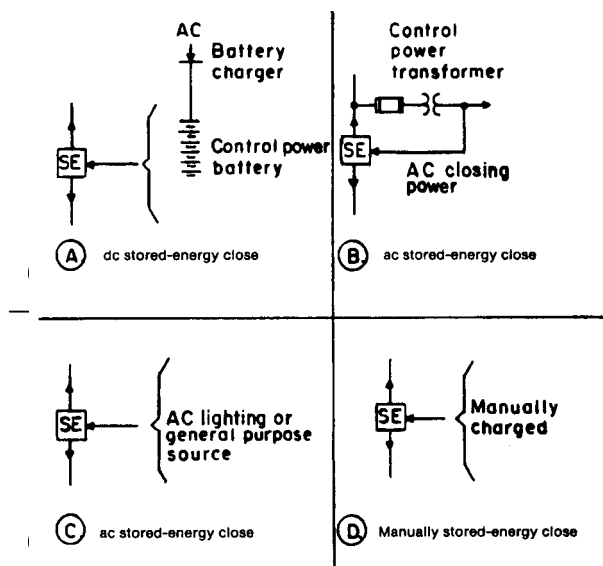 AC
Battery
charger
SE
Control power
battery
A dc stored-energy close
Control
power
transformer
SE
AC closing
power
B ac stored-energy close
SE
AC lighting or
general purpose
source
C ac stored-energy close
SE
Manually
charged
D Manually stored-energy close